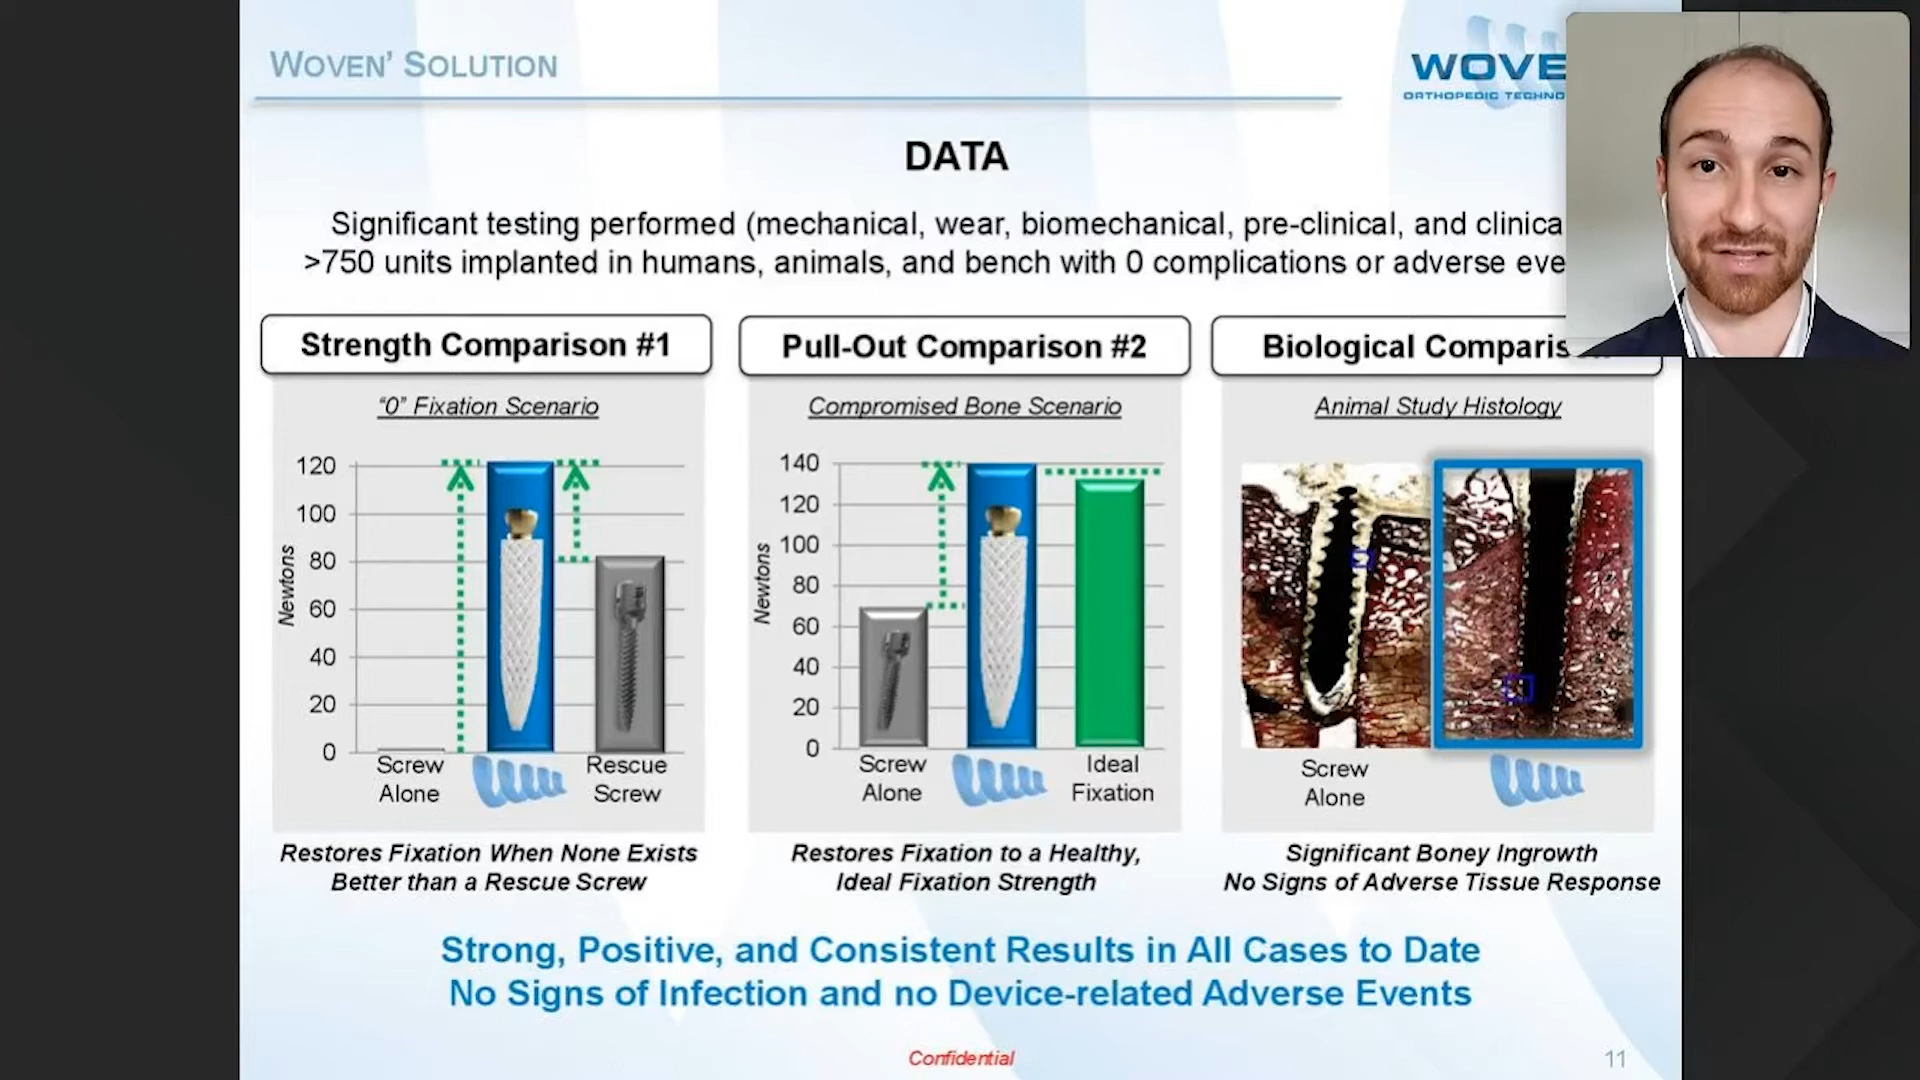 WOVEN' SOLUTION
WOVE
ORTHOPEDIC TECHNO
DATA
Significant testing performed (mechanical, wear, biomechanical, pre-clinical, and clinica
>750 units implanted in humans, animals, and bench with 0 complications or adverse eve
Strength Comparison #1
"0" Fixation Scenario
Newtons
120
100
80
60
40
20
0
Screw
Alone
Rescue
Screw
Restores Fixation When None Exists
Better than a Rescue Screw
Pull-Out Comparison #2
Compromised Bone Scenario
Newtons
140
120
100
80
60
40
20
0
Screw
Alone
Ideal
Fixation
Restores Fixation to a Healthy,
Ideal Fixation Strength
Biological Comparis
Animal Study Histology
Screw
Alone
Significant Boney Ingrowth
No Signs of Adverse Tissue Response
Strong, Positive, and Consistent Results in All Cases to Date
No Signs of Infection and no Device-related Adverse Events
Confidential
11